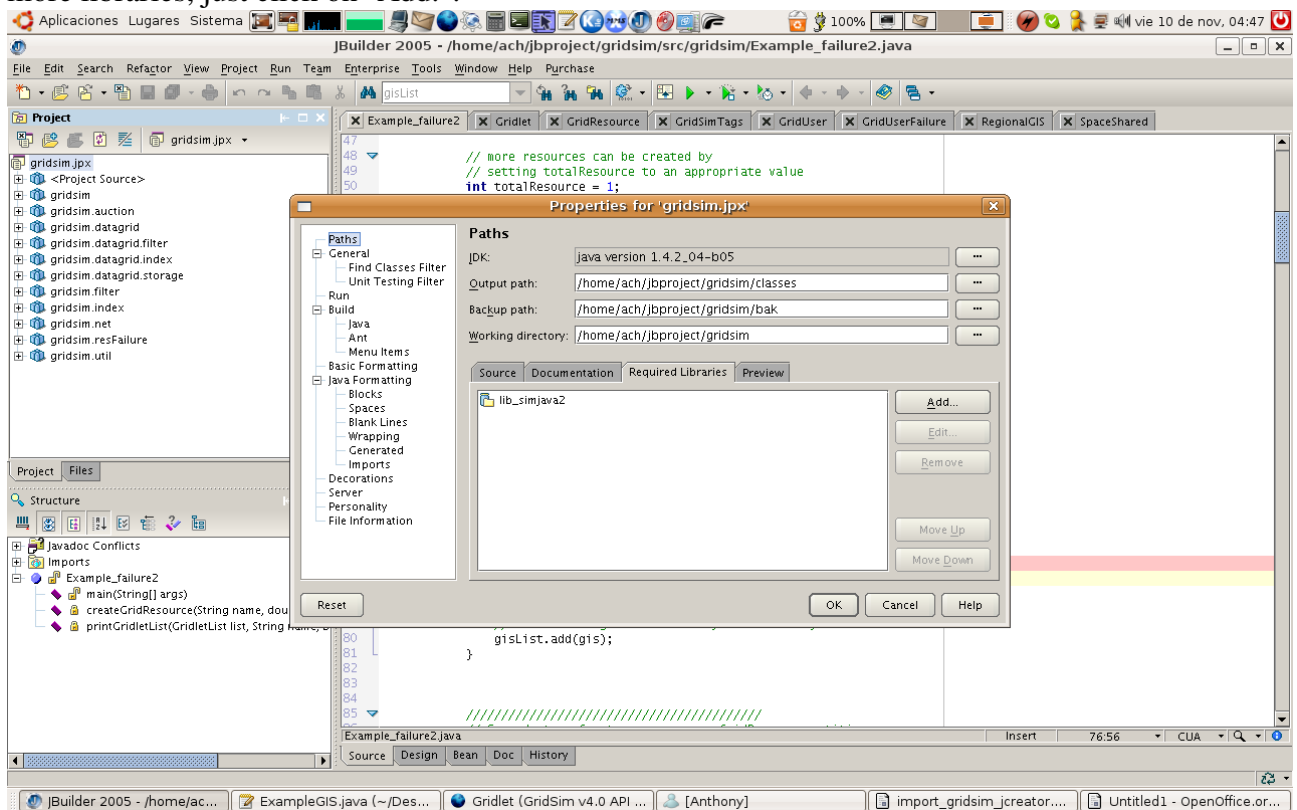 more libraries, just click on "Add.".
Aplicaciones Lugares Sistema 100% vie 10 de nov, 04:47
JBuilder 2005 - /home/ach/jbproject/gridsim/src/gridsim/Example_failure2.java
File Edit Search Refactor View Project Run Team Enterprise Tools Window Help Purchase
gisList
Project
gridsim.jpx
gridsim.jpx
<Project Source>
gridsim
gridsim.auction
gridsim.datagrid
gridsim.datagrid.filter
gridsim.datagrid.index
gridsim.datagrid.storage
gridsim.filter
gridsim.index
gridsim.net
gridsim.resFailure
gridsim.util
Project Files
Structure
Javadoc Conflicts
Imports
Example_failure2
main(String[] args)
createGridResource(String name, dou
printGridletList(GridletList list, String name, b
Example_failure2 Gridlet GridResource GridSimTags GridUser GridUserFailure RegionalGIS SpaceShared
47
48 // more resources can be created by
49 // setting totalResource to an appropriate value
50 int totalResource = 1;
Properties for 'gridsim.jpx'
Paths
General
Find Classes Filter
Unit Testing Filter
Run
Build
Java
Ant
Menu Items
Basic Formatting
Java Formatting
Blocks
Spaces
Blank Lines
Wrapping
Generated
Imports
Decorations
Server
Personality
File Information
Paths
JDK: java version 1.4.2_04-b05 ...
Output path: /home/ach/jbproject/gridsim/classes ...
Backup path: /home/ach/jbproject/gridsim/bak ...
Working directory: /home/ach/jbproject/gridsim ...
Source Documentation Required Libraries Preview
lib_simjava2
Add...
Edit...
Remove
Move Up
Move Down
Reset OK Cancel Help
80 gisList.add(gis);
81 }
82
83
84
85 //////////////////////////////////////////
Example_failure2.java Insert 76:56 CUA
Source Design Bean Doc History
JBuilder 2005 - /home/ac... ExampleGIS.java (~/Des... Gridlet (GridSim v4.0 API ... [Anthony] import_gridsim_jcreator.... Untitled1 - OpenOffice.or...